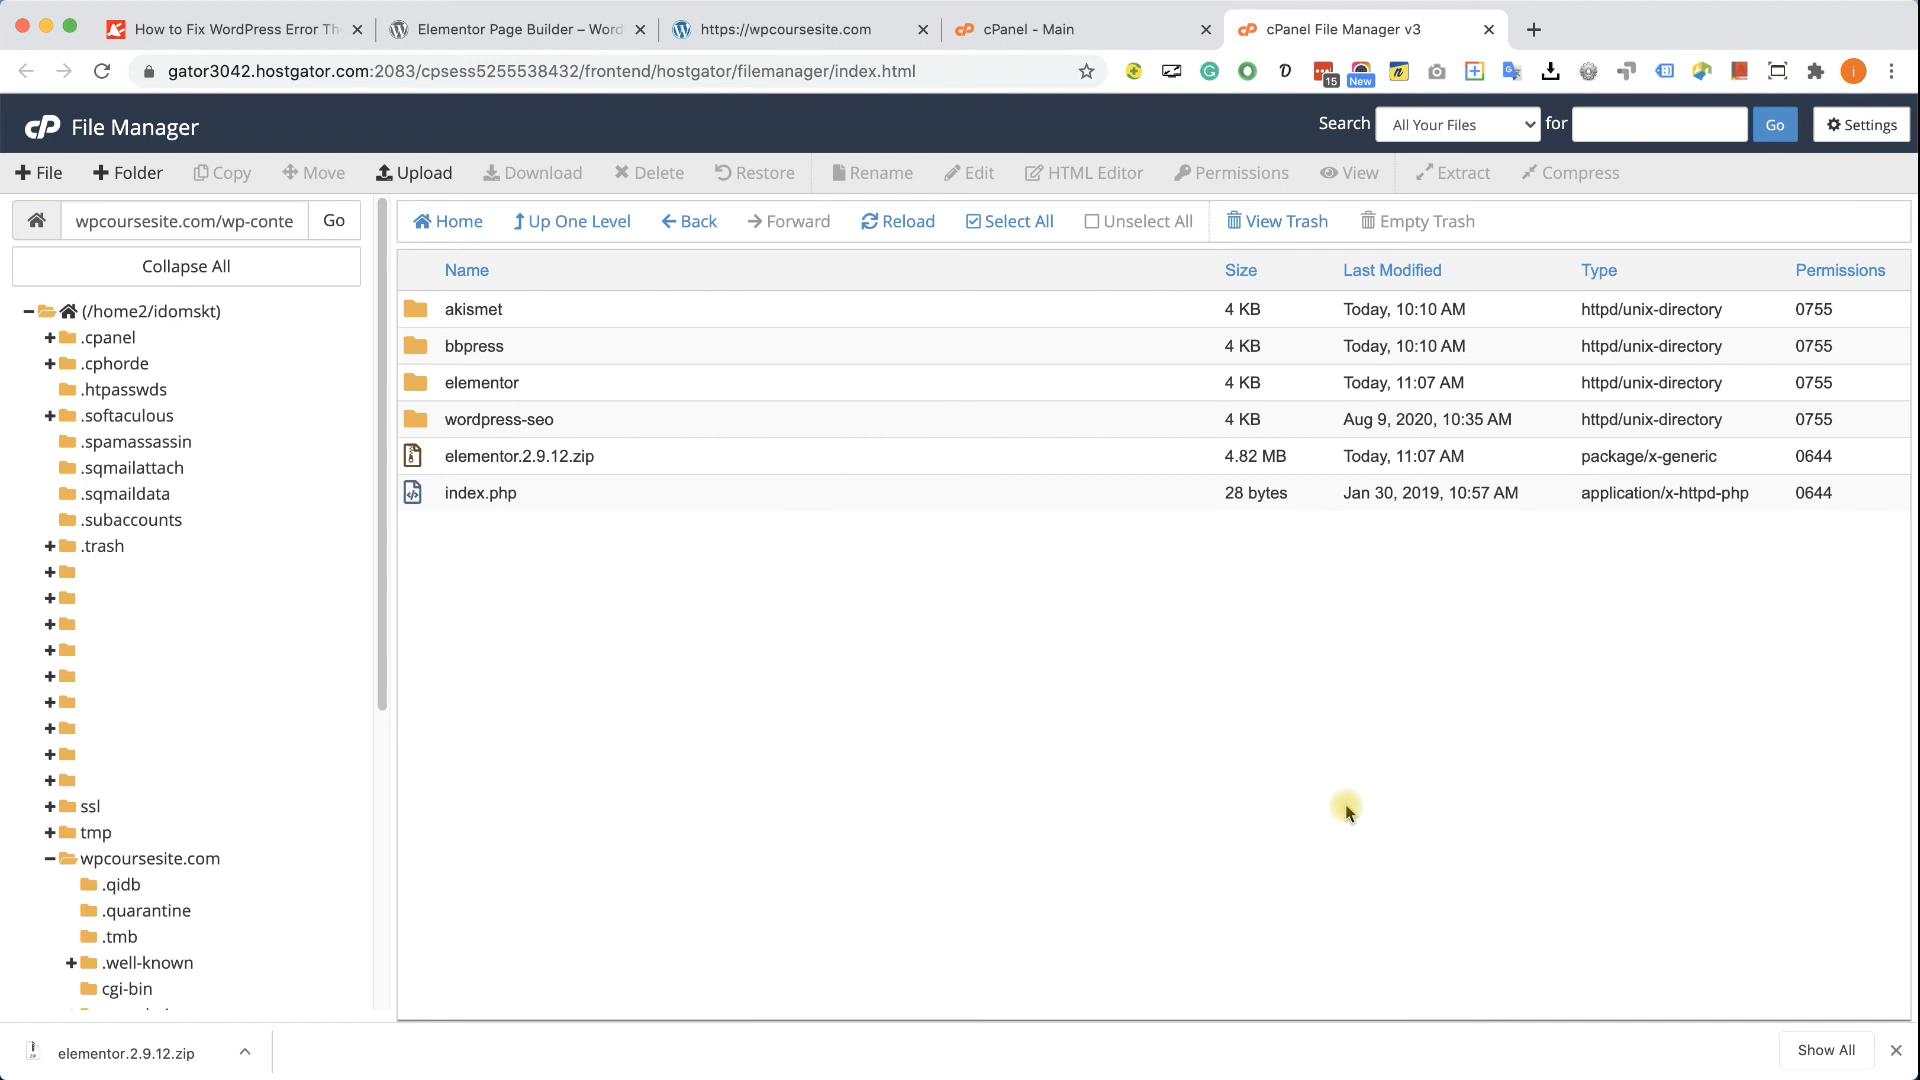 How to Fix WordPress Error Th
Elementor Page Builder – Word
https://wpcoursesite.com
cPanel - Main
cPanel File Manager v3
gator3042.hostgator.com:2083/cpsess5255538432/frontend/hostgator/filemanager/index.html
15
New
i
cP File Manager
Search
All Your Files
for
Go
Settings
File
Folder
Copy
Move
Upload
Download
Delete
Restore
Rename
Edit
HTML Editor
Permissions
View
Extract
Compress
wpcoursesite.com/wp-conte
Go
Home
Up One Level
Back
Forward
Reload
Select All
Unselect All
View Trash
Empty Trash
Collapse All
(/home2/idomskt)
.cpanel
.cphorde
.htpasswds
.softaculous
.spamassassin
.sqmailattach
.sqmaildata
.subaccounts
.trash
ssl
tmp
wpcoursesite.com
.qidb
.quarantine
.tmb
.well-known
cgi-bin
Name Size Last Modified Type Permissions
akismet 4 KB Today, 10:10 AM httpd/unix-directory 0755
bbpress 4 KB Today, 10:10 AM httpd/unix-directory 0755
elementor 4 KB Today, 11:07 AM httpd/unix-directory 0755
wordpress-seo 4 KB Aug 9, 2020, 10:35 AM httpd/unix-directory 0755
elementor.2.9.12.zip 4.82 MB Today, 11:07 AM package/x-generic 0644
index.php 28 bytes Jan 30, 2019, 10:57 AM application/x-httpd-php 0644
elementor.2.9.12.zip
Show All